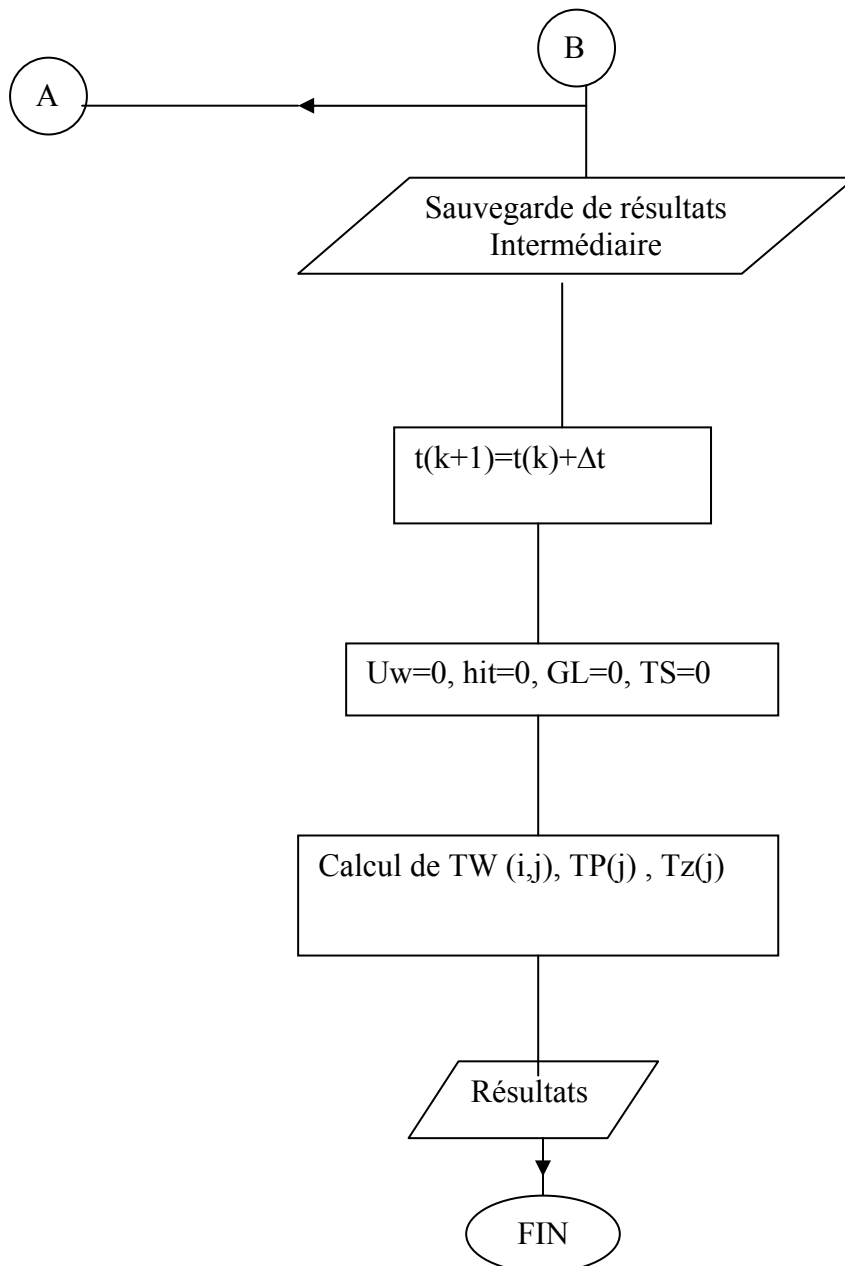 B
A
Sauvegarde de résultats
Intermédiaire
t(k+1)=t(k)+Δt
Uw=0, hit=0, GL=0, TS=0
Calcul de TW (i,j), TP(j) , Tz(j)
Résultats
FIN